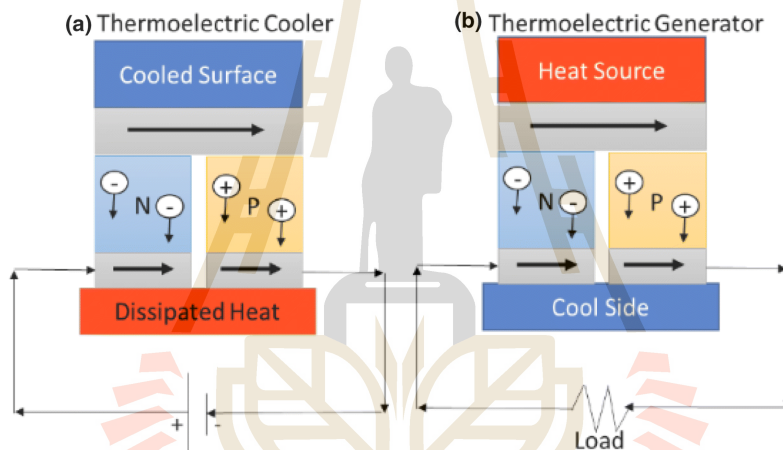 (a) Thermoelectric Cooler
Cooled Surface
-
N
-
+
P
+
Dissipated Heat
+
-
(b) Thermoelectric Generator
Heat Source
-
N
-
+
P
+
Cool Side
Load